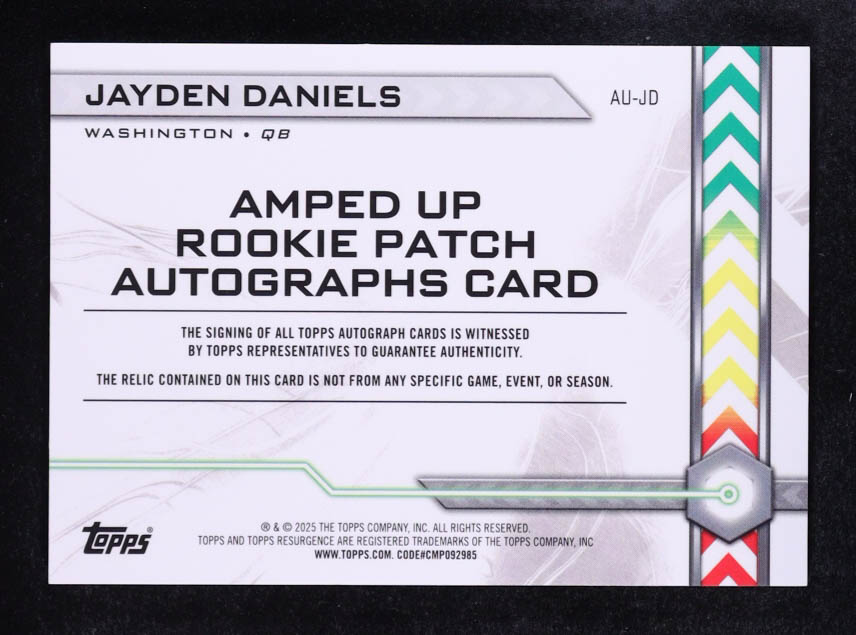 JAYDEN DANIELS
AU-JD
WASHINGTON • QB
AMPED UP
ROOKIE PATCH
AUTOGRAPHS CARD
THE SIGNING OF ALL TOPPS AUTOGRAPH CARDS IS WITNESSED
BY TOPPS REPRESENTATIVES TO GUARANTEE AUTHENTICITY.
THE RELIC CONTAINED ON THIS CARD IS NOT FROM ANY SPECIFIC GAME, EVENT, OR SEASON.
topps®
® & © 2025 THE TOPPS COMPANY, INC. ALL RIGHTS RESERVED.
TOPPS AND TOPPS RESURGENCE ARE REGISTERED TRADEMARKS OF THE TOPPS COMPANY, INC
WWW.TOPPS.COM. CODE#CMP092985